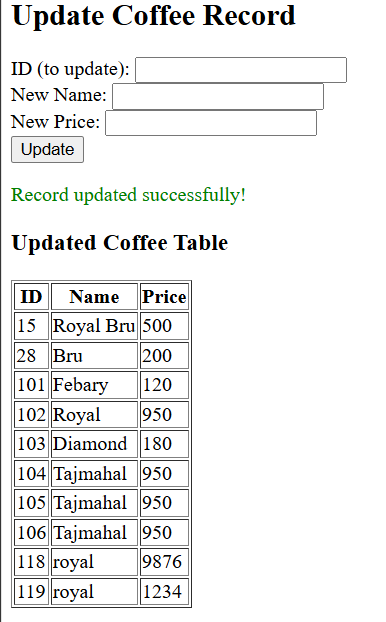 Update Coffee Record
ID (to update):
New Name:
New Price:
Update
Record updated successfully!
Updated Coffee Table
ID Name Price
15 Royal Bru 500
28 Bru 200
101 Febary 120
102 Royal 950
103 Diamond 180
104 Tajmahal 950
105 Tajmahal 950
106 Tajmahal 950
118 royal 9876
119 royal 1234